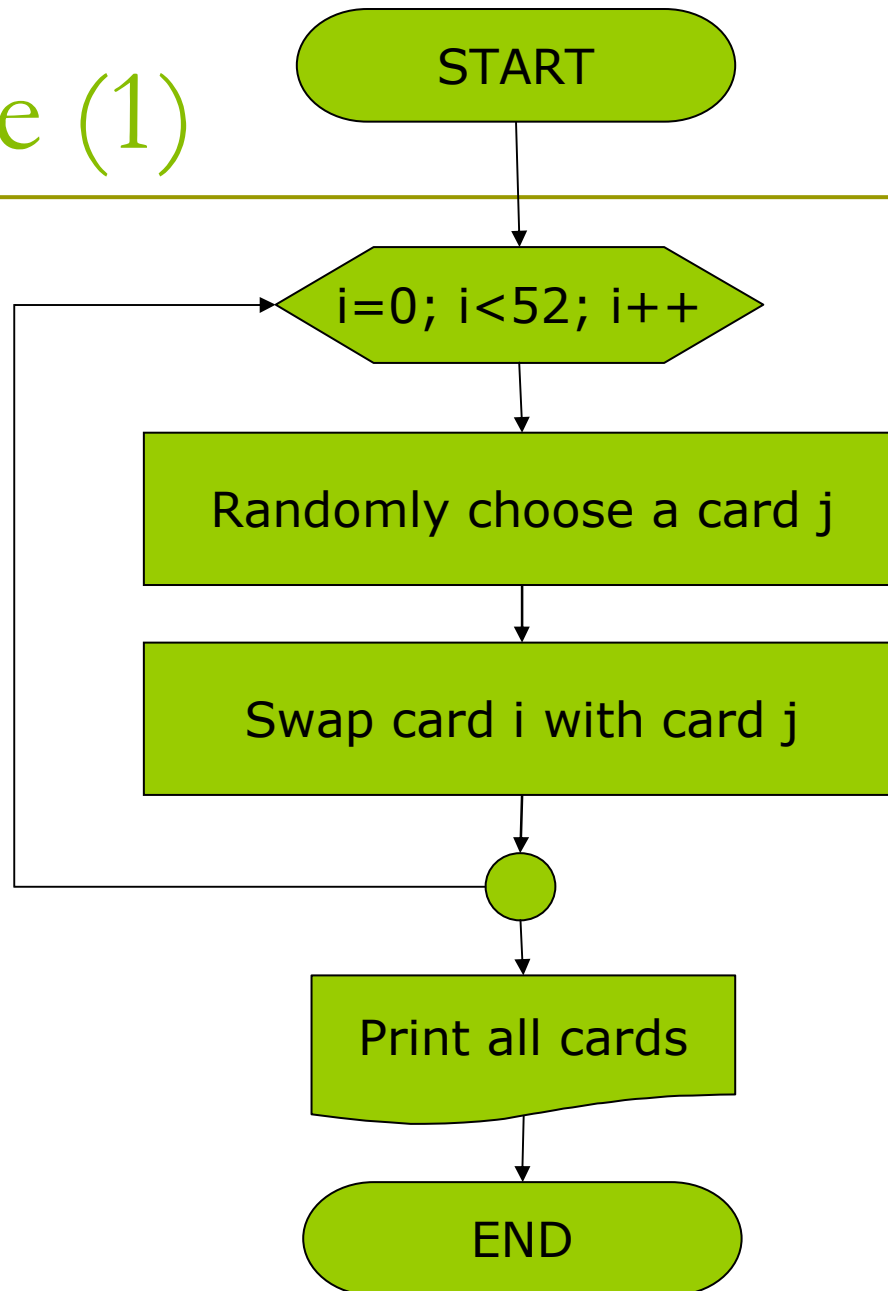 START
e (1)
i=0; i<52; i++
Randomly choose a card j
Swap card i with card j
Print all cards
END